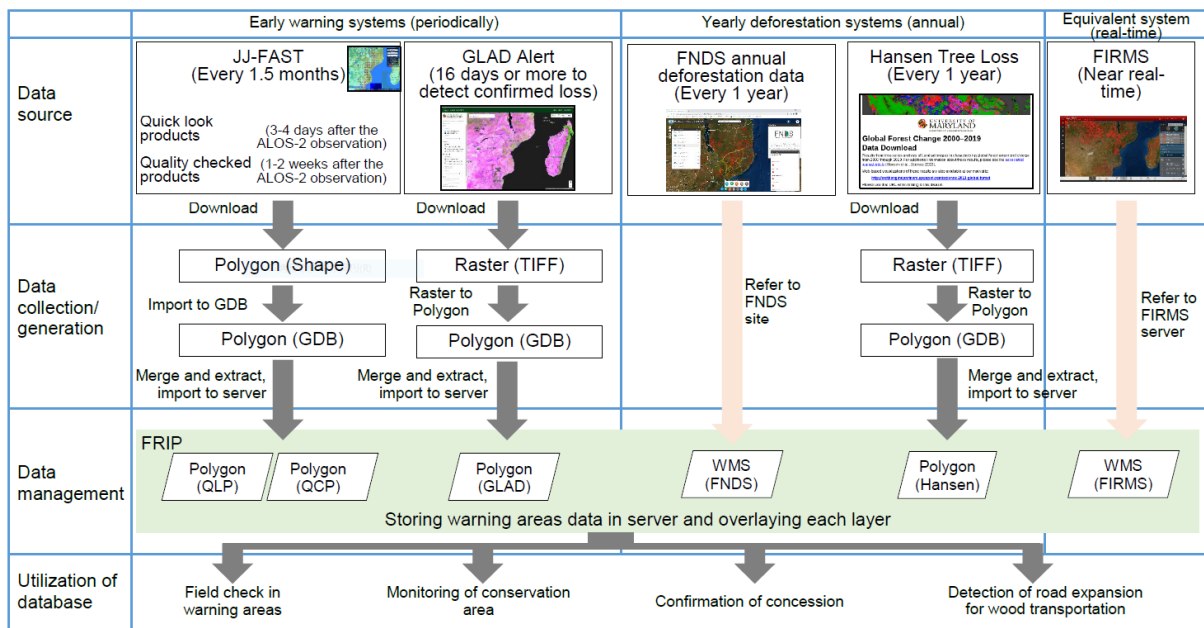 Early warning systems (periodically)
Yearly deforestation systems (annual)
Equivalent system
(real-time)
Data
source
JJ-FAST
(Every 1.5 months)
Quick look
products
(3-4 days after the
ALOS-2 observation)
Quality checked
products
(1-2 weeks after the
ALOS-2 observation)
GLAD Alert
(16 days or more to
detect confirmed loss)
FNDS annual
deforestation data
(Every 1 year)
FNDS
Hansen Tree Loss
(Every 1 year)
UNIVERSITY OF
MARYLAND
Global Forest Change 2000–2019
Data Download
FIRMS
(Near real-
time)
Download
Download
Download
Data
collection/
generation
Polygon (Shape)
Raster (TIFF)
Raster (TIFF)
Import to GDB
Raster to
Polygon
Refer to
FNDS
site
Raster to
Polygon
Refer to
FIRMS
server
Polygon (GDB)
Polygon (GDB)
Polygon (GDB)
Merge and extract,
import to server
Merge and extract,
import to server
Merge and extract,
import to server
Data
management
FRIP
Polygon
(QLP)
Polygon
(QCP)
Polygon
(GLAD)
WMS
(FNDS)
Polygon
(Hansen)
WMS
(FIRMS)
Storing warning areas data in server and overlaying each layer
Utilization of
database
Field check in
warning areas
Monitoring of conservation
area
Confirmation of concession
Detection of road expansion
for wood transportation